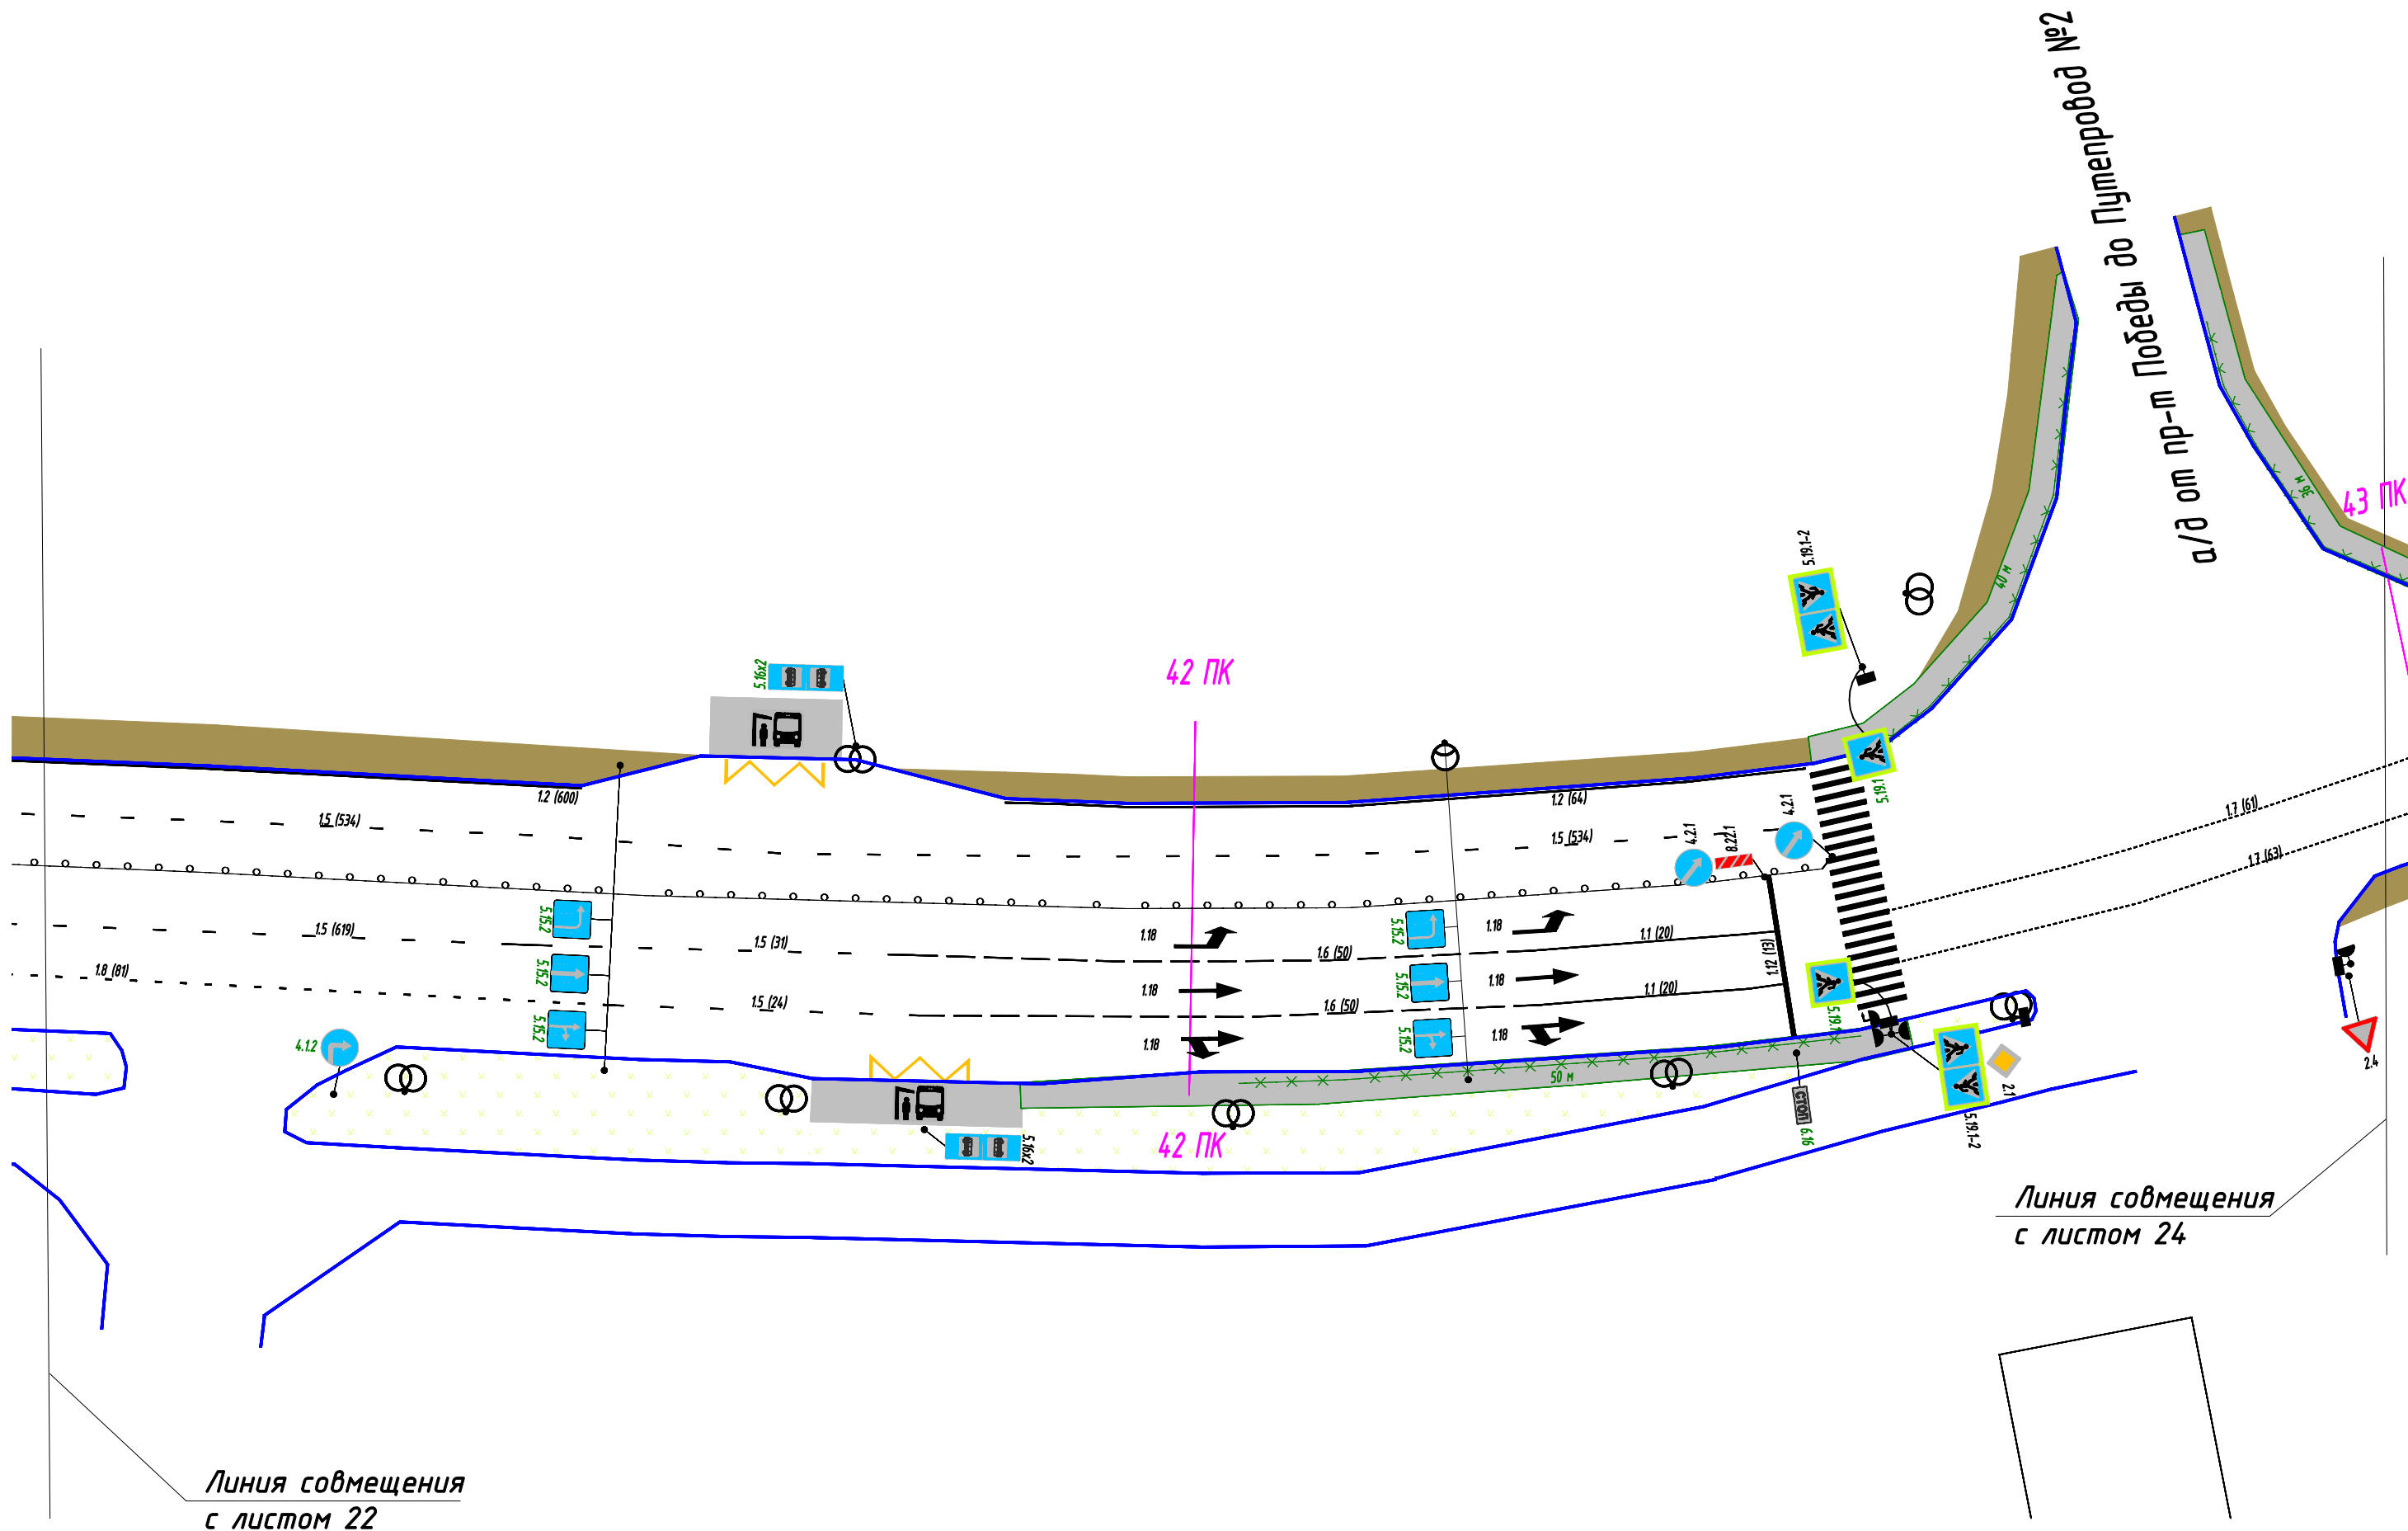 а/д от пр-т Победы до Путепровод №2
43 ПК
36 м
40 м
5.19.1-2
5.16х2
42 ПК
5.19.1
4.2.1
8.22.1
4.2.1
1.2 (600)
1.2 (64)
1.7 (61)
1.5 (534)
1.5 (534)
1.7 (63)
5.15.2
5.15.2
1.18
1.18
1.5 (619)
1.5 (31)
1.6 (50)
1.1 (20)
1.12 (13)
1.8 (81)
5.15.2
5.15.2
1.18
1.18
1.5 (24)
1.6 (50)
1.1 (20)
5.19.1
4.1.2
5.15.2
5.15.2
1.18
1.18
50 м
СТОП
6.16
2.1
2.4
5.19.1-2
5.16х2
42 ПК
Линия совмещения
с листом 24
Линия совмещения
с листом 22